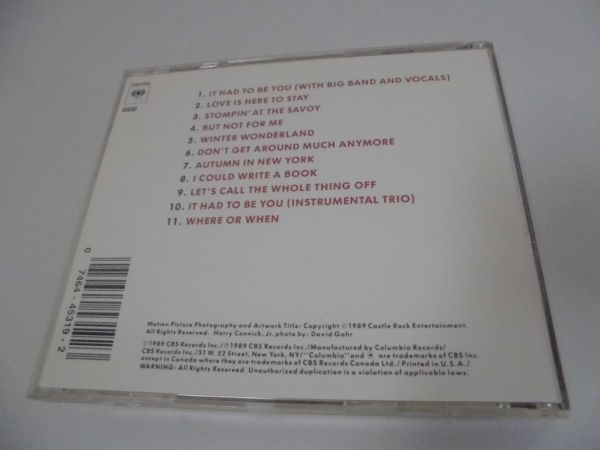 DDD
1. IT HAD TO BE YOU (WITH BIG BAND AND VOCALS)
2. LOVE IS HERE TO STAY
3. STOMPIN' AT THE SAVOY
4. BUT NOT FOR ME
5. WINTER WONDERLAND
6. DON'T GET AROUND MUCH ANYMORE
7. AUTUMN IN NEW YORK
8. I COULD WRITE A BOOK
9. LET'S CALL THE WHOLE THING OFF
10. IT HAD TO BE YOU (INSTRUMENTAL TRIO)
11. WHERE OR WHEN
0 7464-45319-2
Motion Picture Photography and Artwork Title: Copyright ©1989 Castle Rock Entertainment.
All Rights Reserved. Harry Connick, Jr. photo by: David Gahr
©1989 CBS Records Inc./℗1989 CBS Records Inc./Manufactured by Columbia Records/
CBS Records Inc./51 W. 52 Street, New York, NY/"Columbia" and are trademarks of CBS Inc.
except in Canada where they are trademarks of CBS Records Canada Ltd./Printed in U.S.A./
WARNING: All Rights Reserved. Unauthorized duplication is a violation of applicable laws.